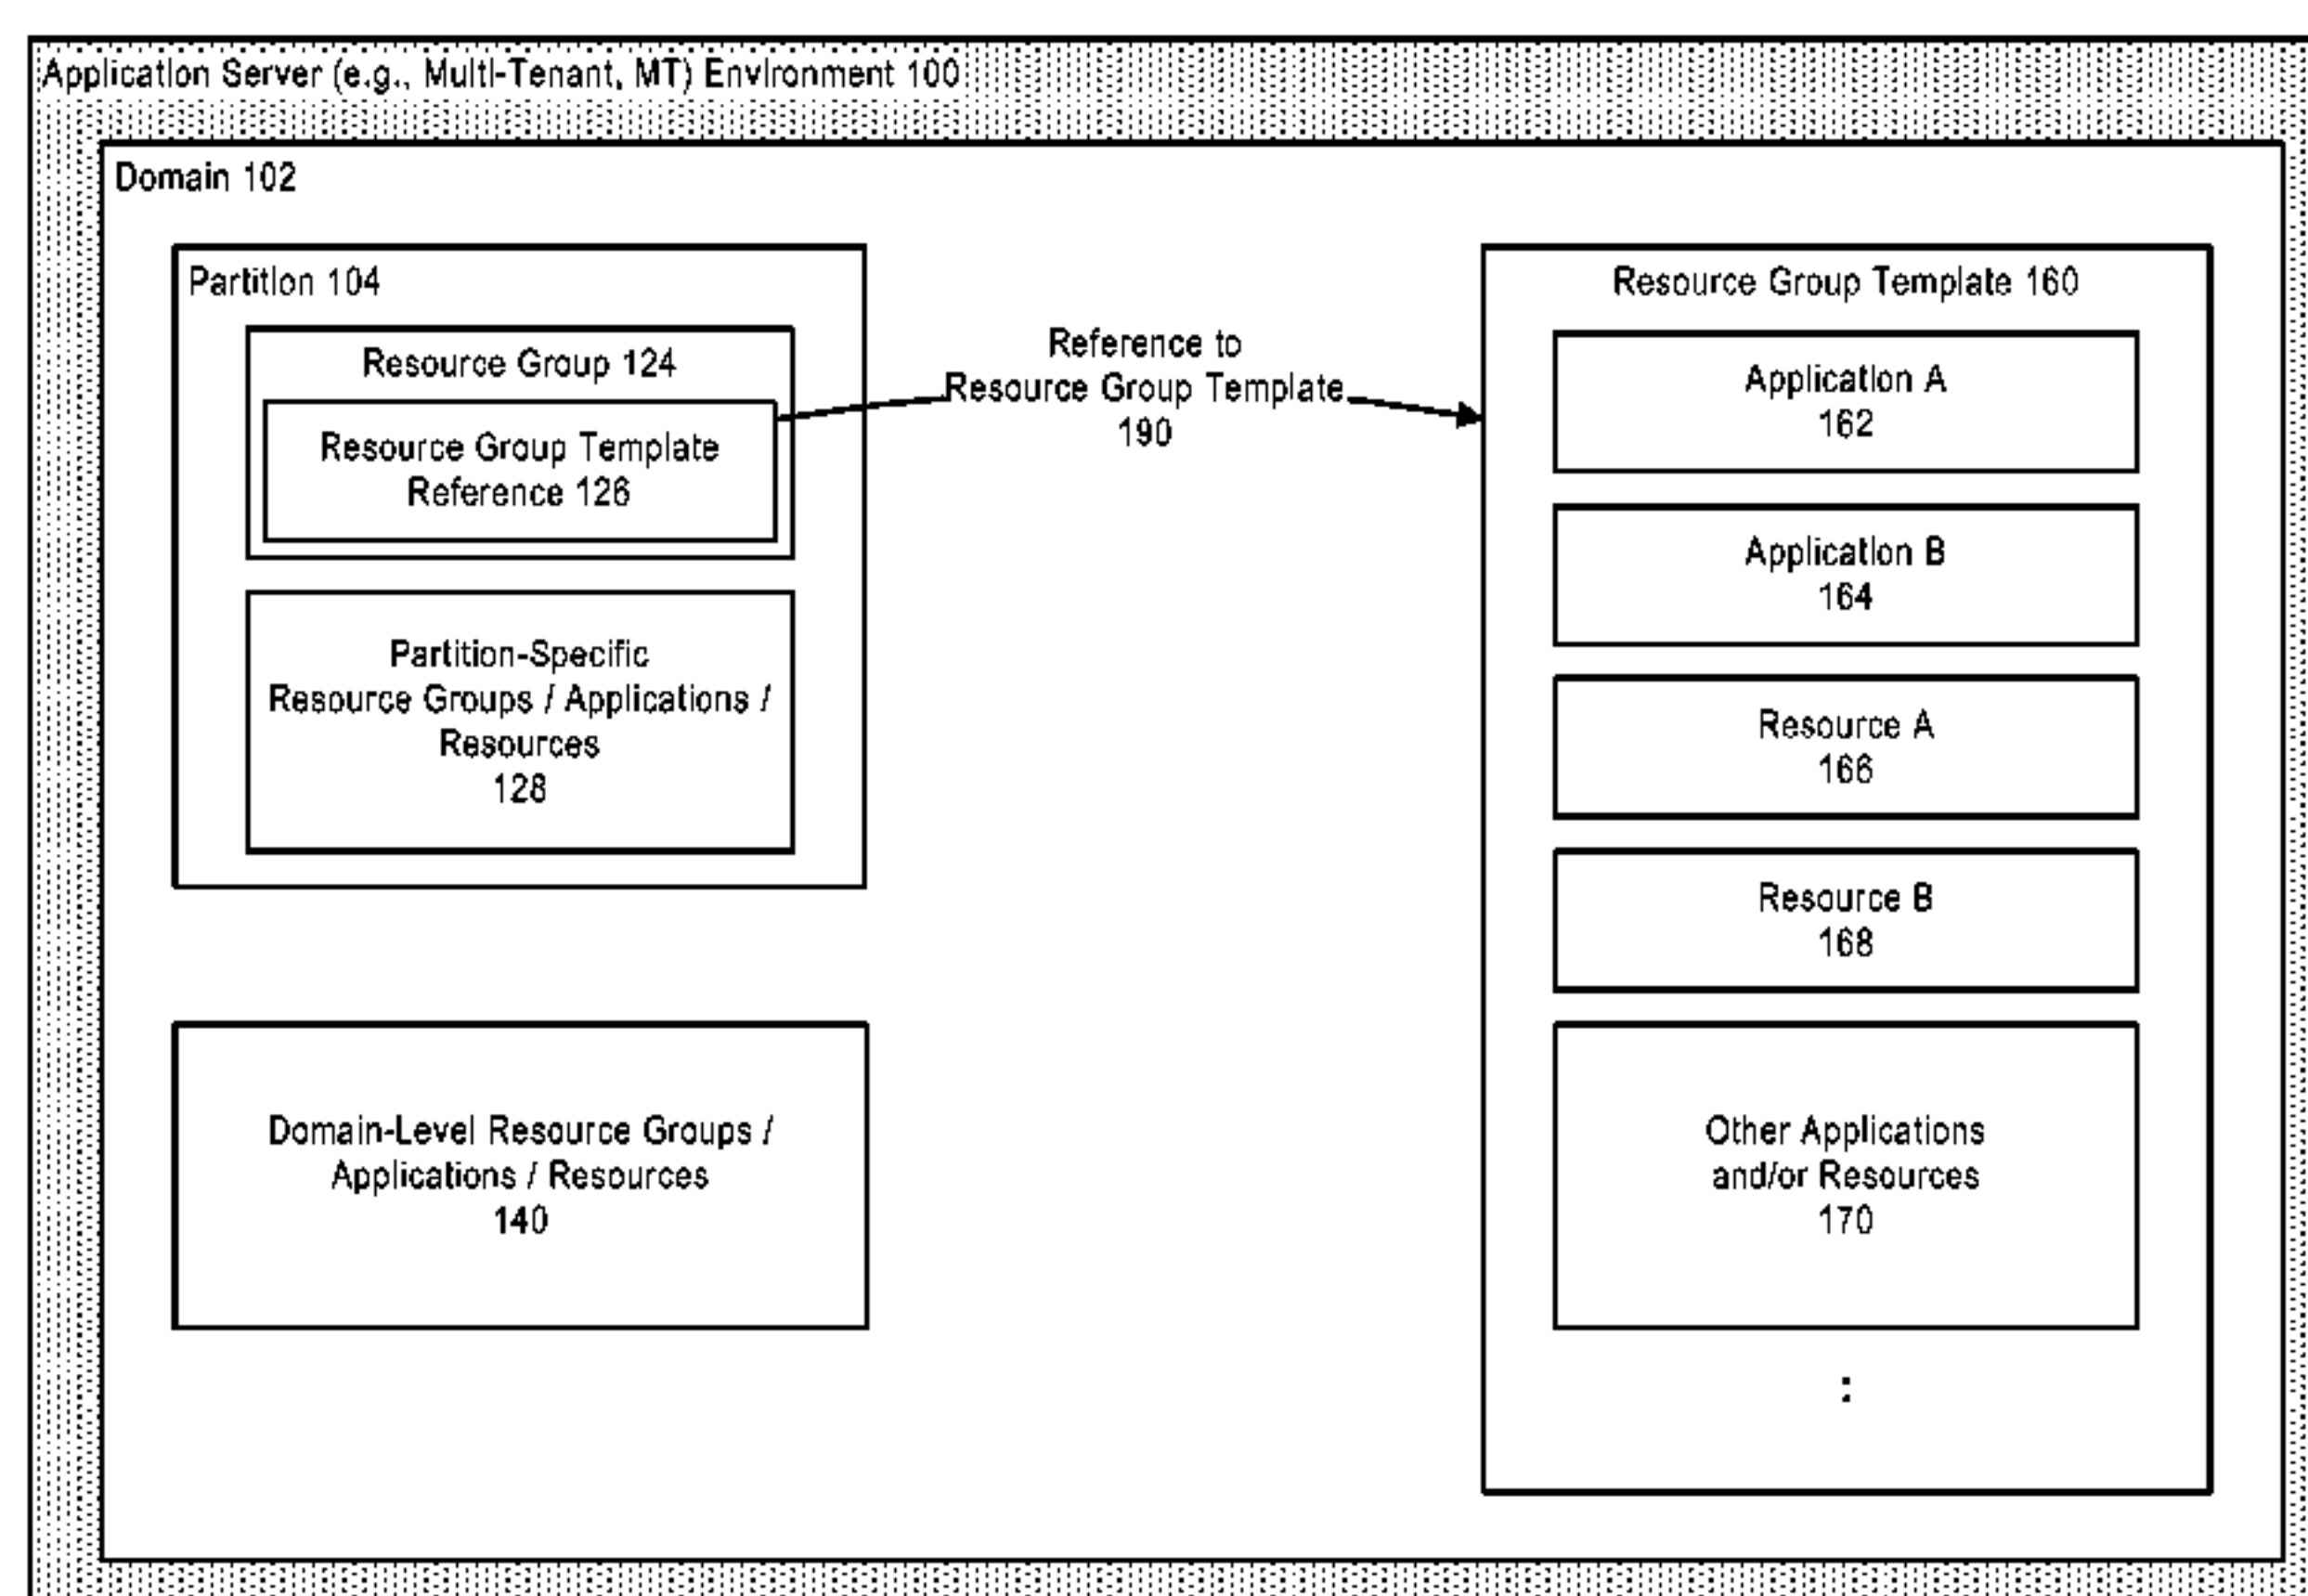 Application Server (e.g., Multi-Tenant, MT) Environment 100
Domain 102
Partition 104
Resource Group 124
Resource Group Template
Reference 126
Partition-Specific
Resource Groups / Applications /
Resources
128
Domain-Level Resource Groups /
Applications / Resources
140
Reference to
Resource Group Template
190
Resource Group Template 160
Application A
162
Application B
164
Resource A
166
Resource B
168
Other Applications
and/or Resources
170
: